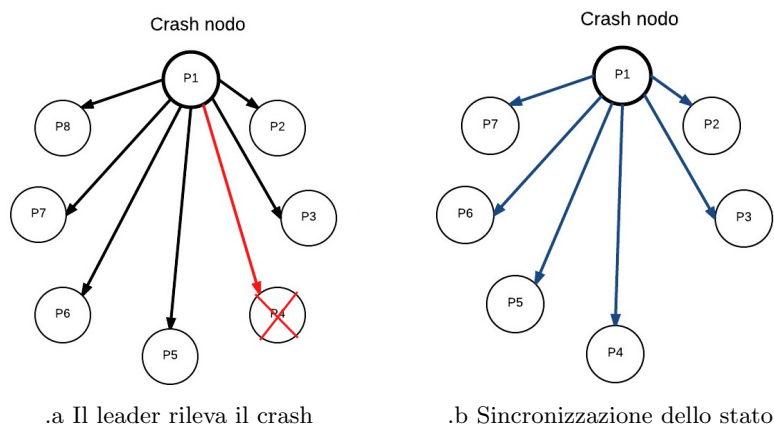 Crash nodo
P1
P8
P2
P7
P3
P6
P4
P5
.a Il leader rileva il crash
Crash nodo
P1
P7
P2
P6
P3
P5
P4
.b Sincronizzazione dello stato